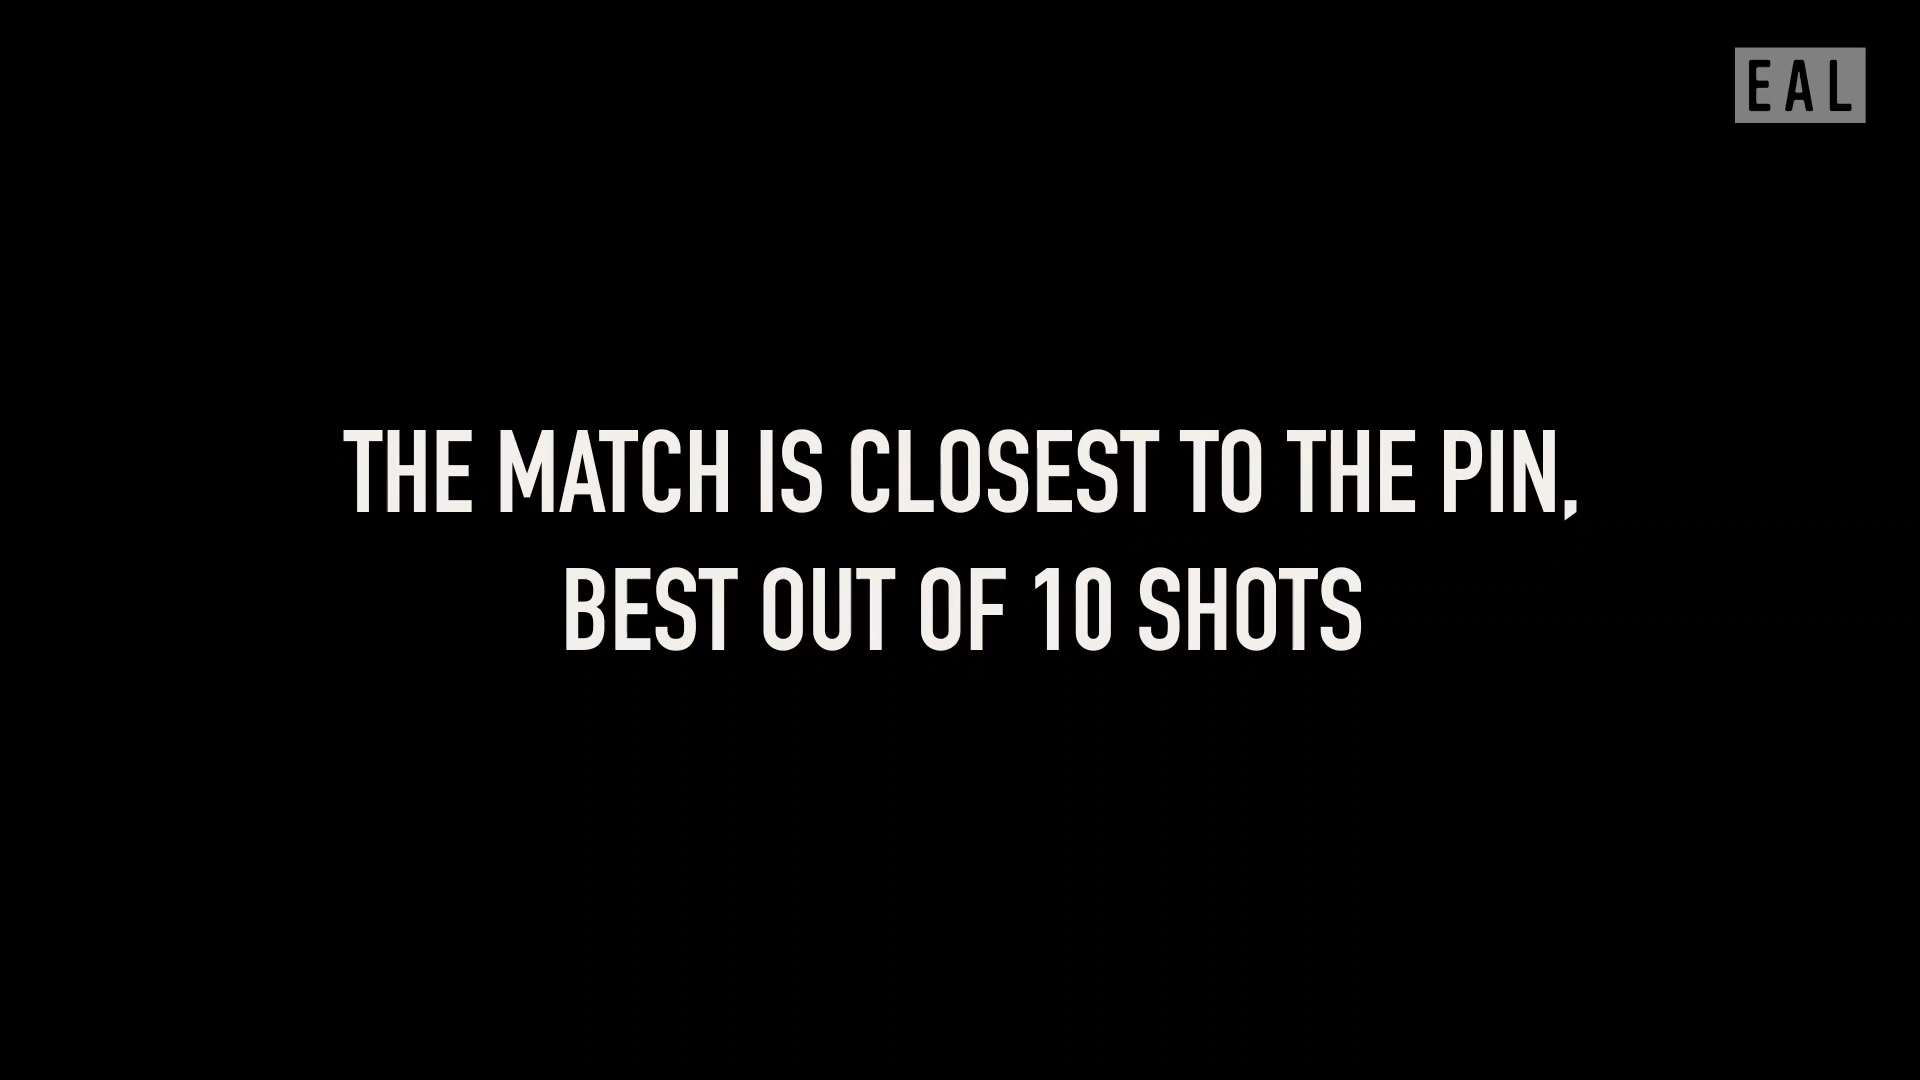 EAL
THE MATCH IS CLOSEST TO THE PIN,
BEST OUT OF 10 SHOTS